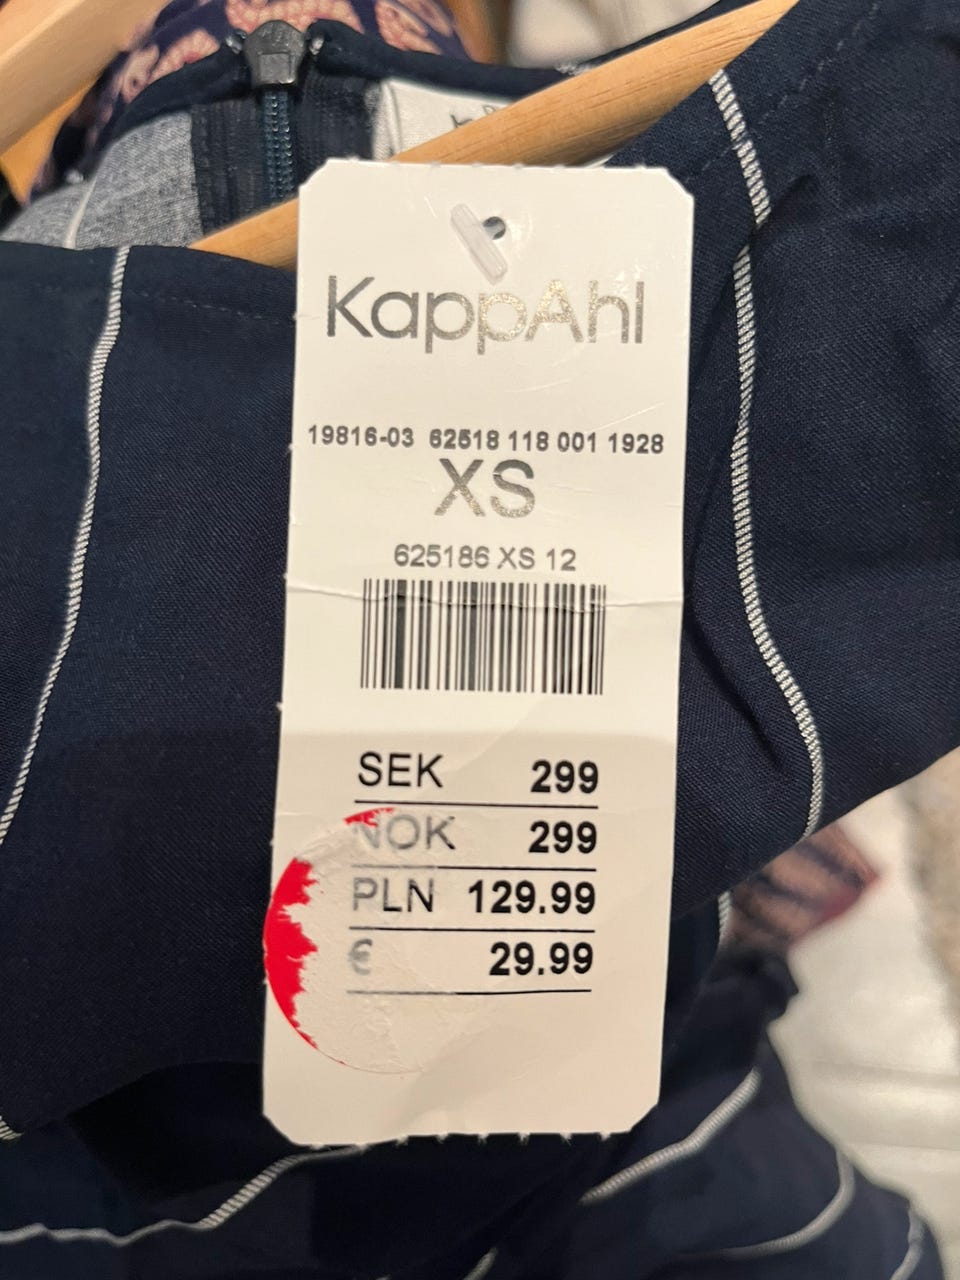 KappAhl
19816-03 62518 118 001 1928
XS
625186 XS 12
SEK 299
NOK 299
PLN 129.99
€ 29.99